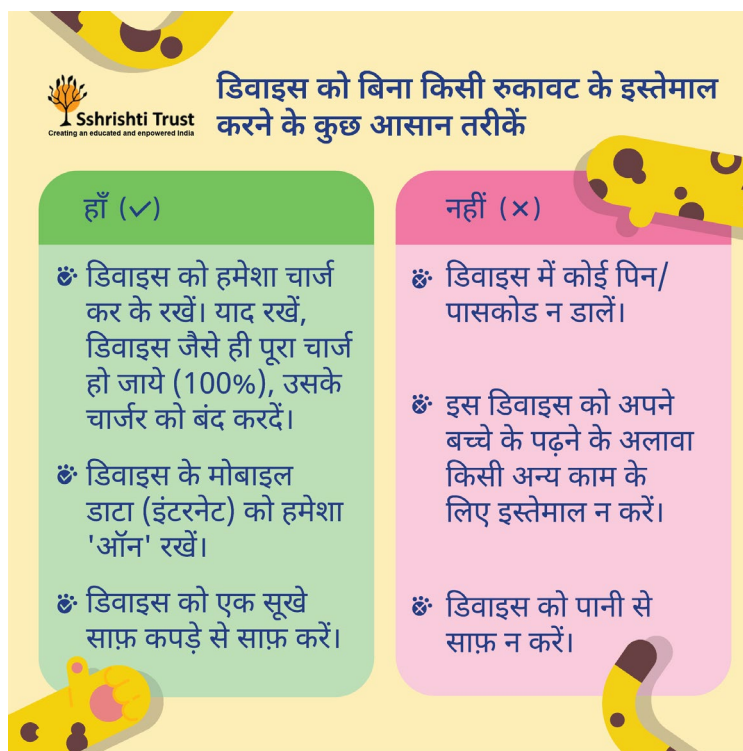 Sshrishti Trust
Creating an educated and enpowered India
डिवाइस को बिना किसी रुकावट के इस्तेमाल
करने के कुछ आसान तरीकें
हाँ (✓)
डिवाइस को हमेशा चार्ज
कर के रखें। याद रखें,
डिवाइस जैसे ही पूरा चार्ज
हो जाये (100%), उसके
चार्जर को बंद करदें।
डिवाइस के मोबाइल
डाटा (इंटरनेट) को हमेशा
'ऑन' रखें।
डिवाइस को एक सूखे
साफ़ कपड़े से साफ़ करें।
नहीं (✕)
डिवाइस में कोई पिन/
पासकोड न डालें।
इस डिवाइस को अपने
बच्चे के पढ़ने के अलावा
किसी अन्य काम के
लिए इस्तेमाल न करें।
डिवाइस को पानी से
साफ़ न करें।